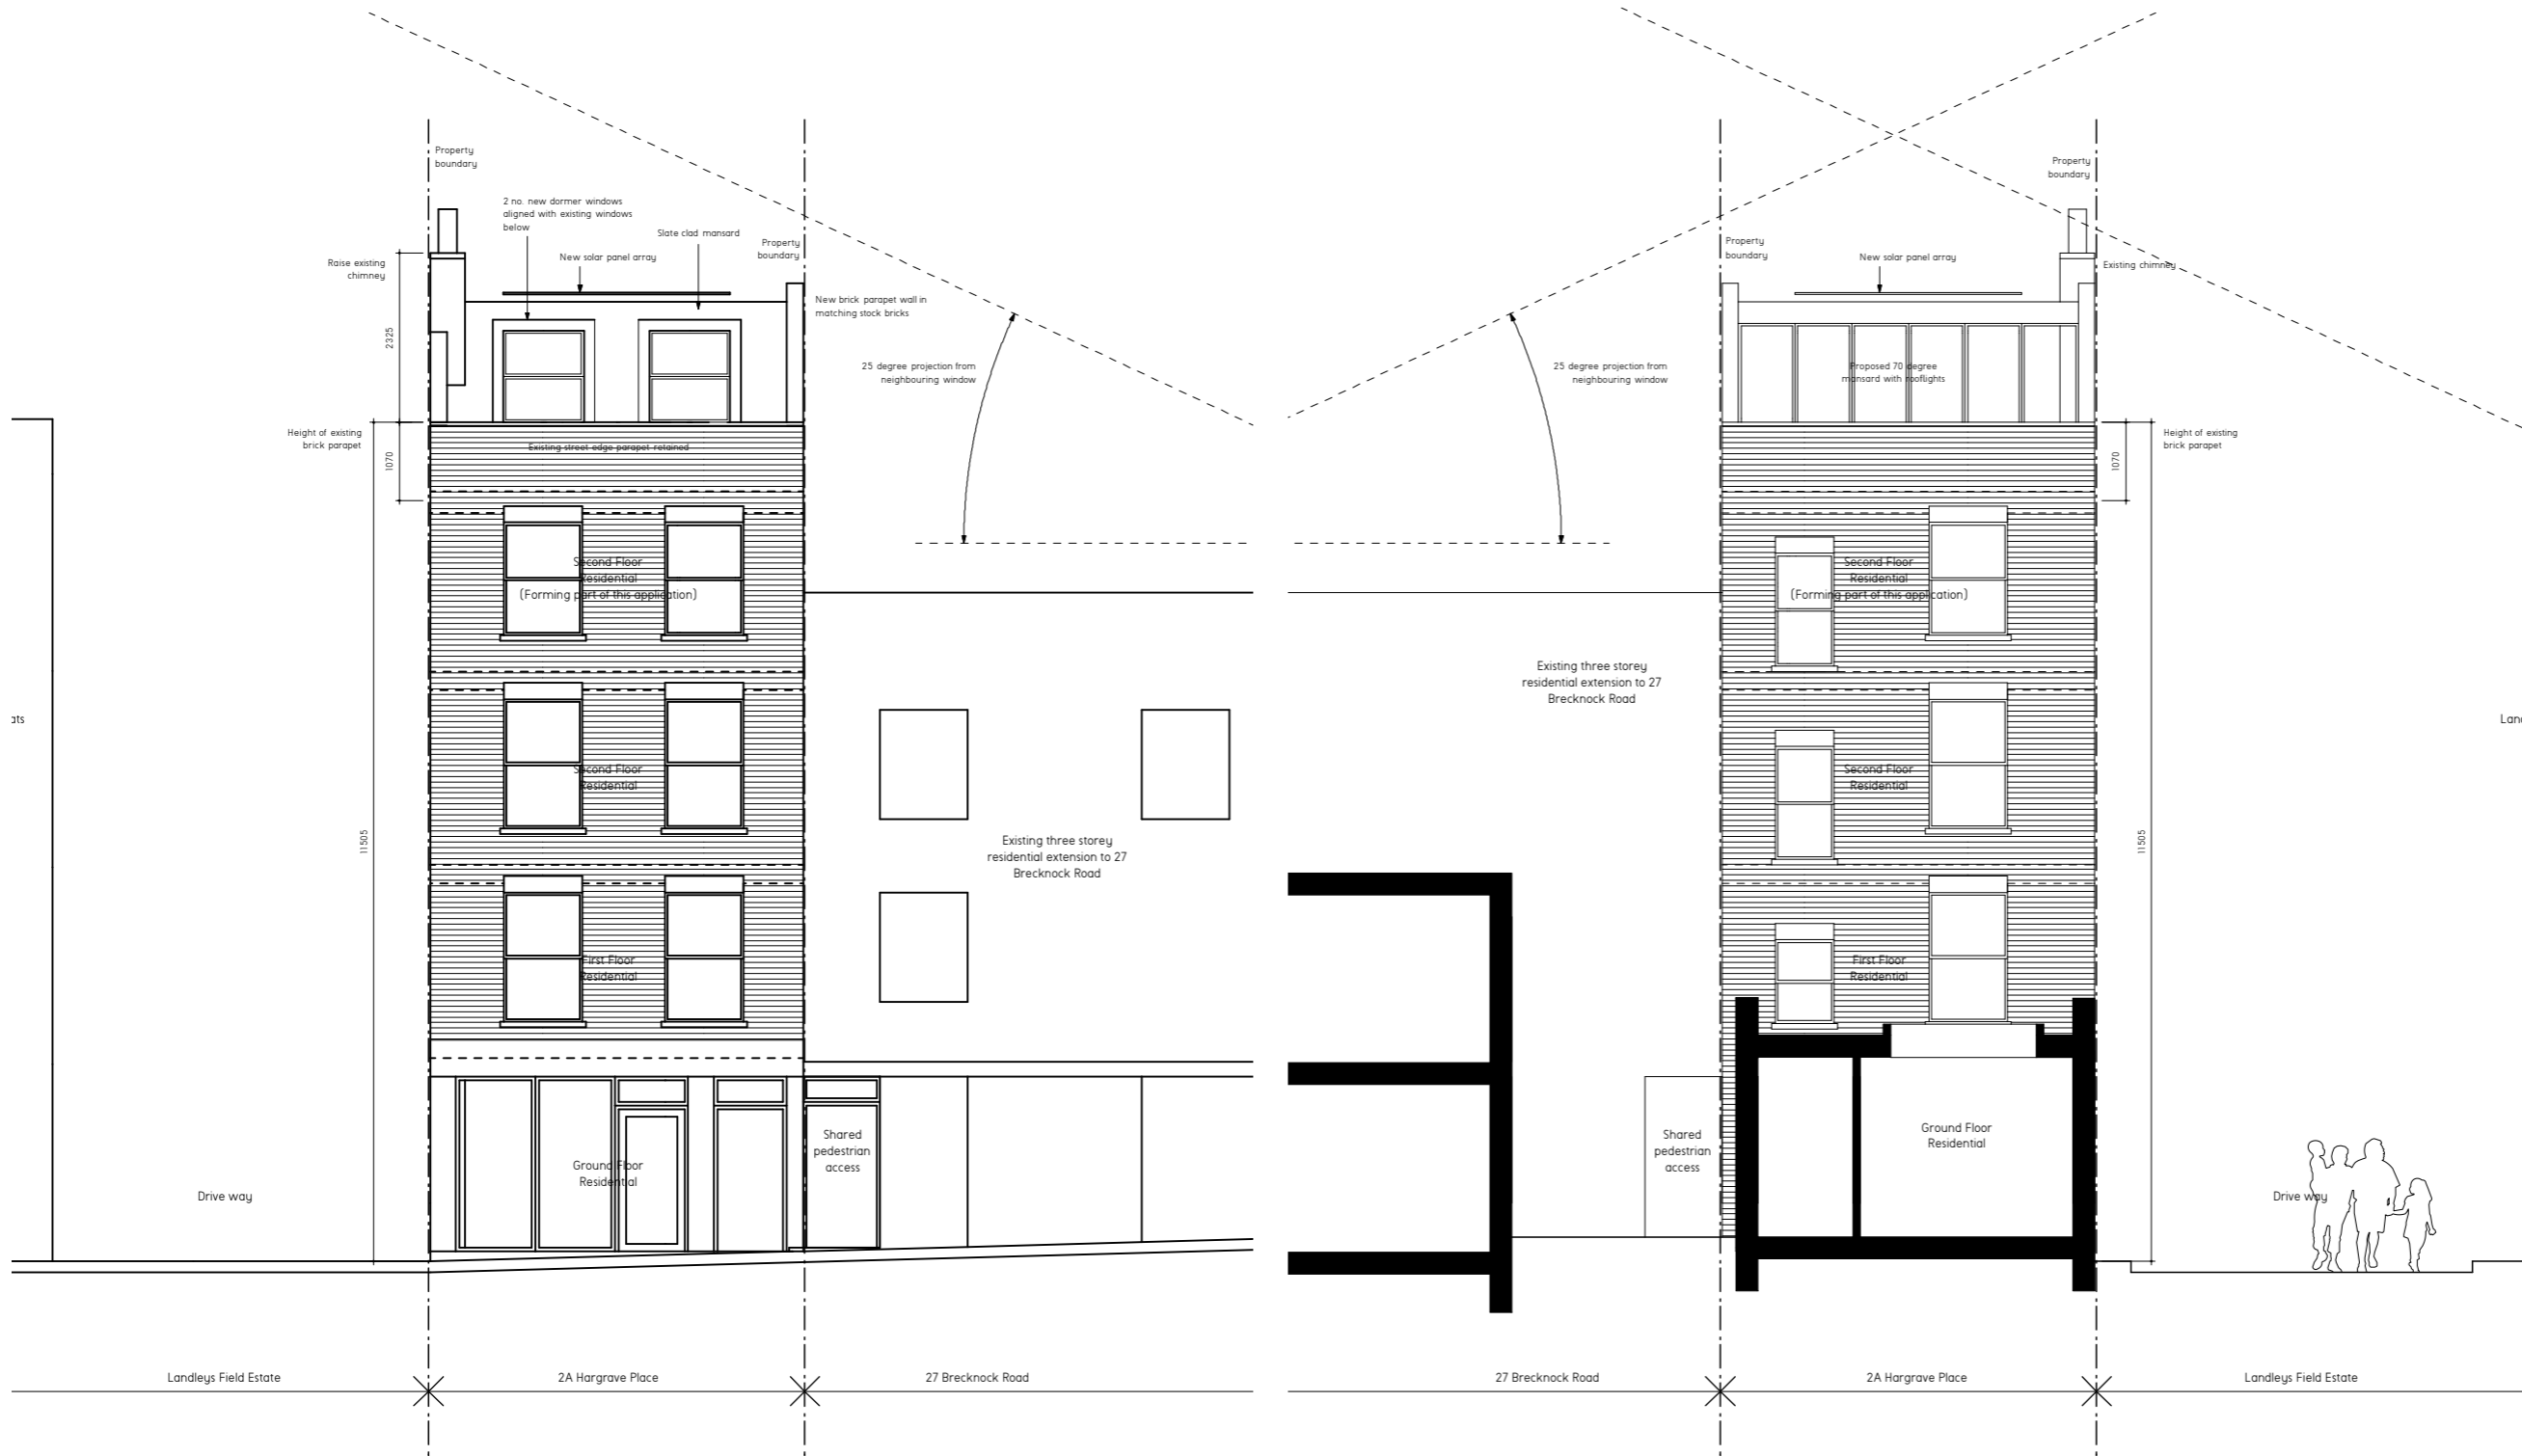 Property
boundary
2 no. new dormer windows
aligned with existing windows
below
Slate clad mansard
Property
boundary
New solar panel array
Raise existing
chimney
New brick parapet wall in
matching stock bricks
2325
25 degree projection from
neighbouring window
Height of existing
brick parapet
1070
Existing street edge parapet retained
Second Floor
Residential
(Forming part of this application)
Second Floor
Residential
11505
Existing three storey
residential extension to 27
Brecknock Road
First Floor
Residential
Shared
pedestrian
access
Ground Floor
Residential
Drive way
Landleys Field Estate
2A Hargrave Place
27 Brecknock Road
Property
boundary
Property
boundary
New solar panel array
Existing chimney
25 degree projection from
neighbouring window
Proposed 70 degree
mansard with rooflights
Height of existing
brick parapet
1070
Second Floor
Residential
(Forming part of this application)
Existing three storey
residential extension to 27
Brecknock Road
Second Floor
Residential
11505
First Floor
Residential
Shared
pedestrian
access
Ground Floor
Residential
Drive way
27 Brecknock Road
2A Hargrave Place
Landleys Field Estate